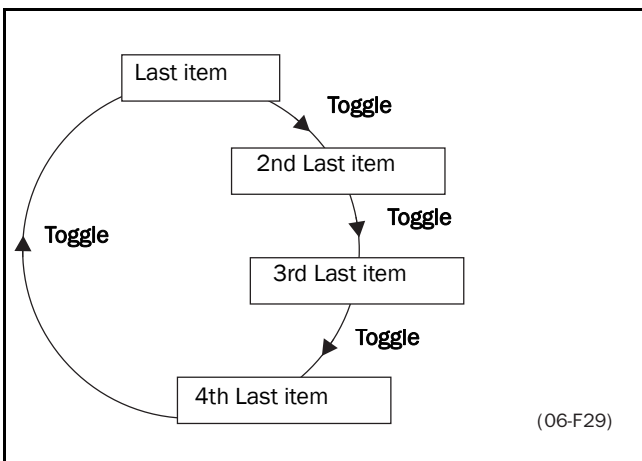 Last item
Toggle
2nd Last item
Toggle
Toggle
3rd Last item
Toggle
4th Last item
(06-F29)